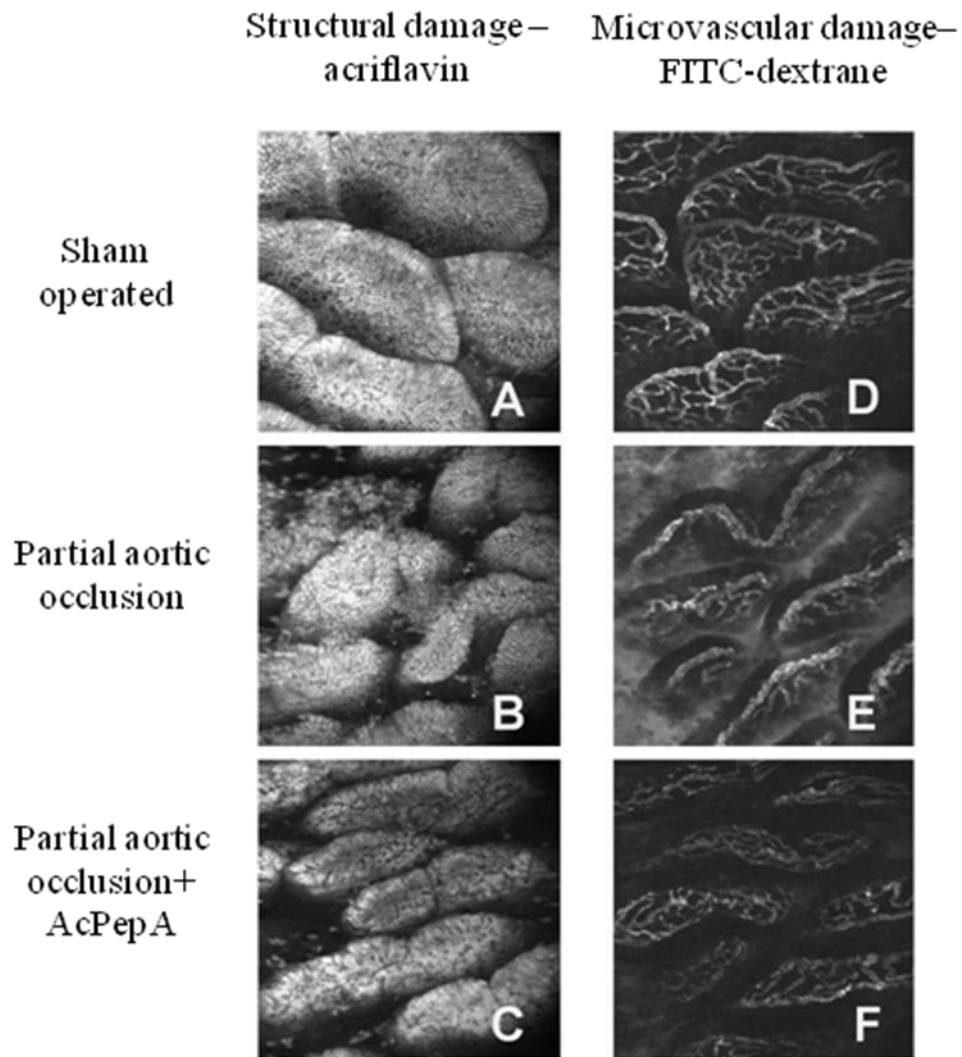 Structural damage–
acriflavin
Microvascular damage–
FITC-dextrane
Sham
operated
A
D
Partial aortic
occlusion
B
E
Partial aortic
occlusion+
AcPepA
C
F